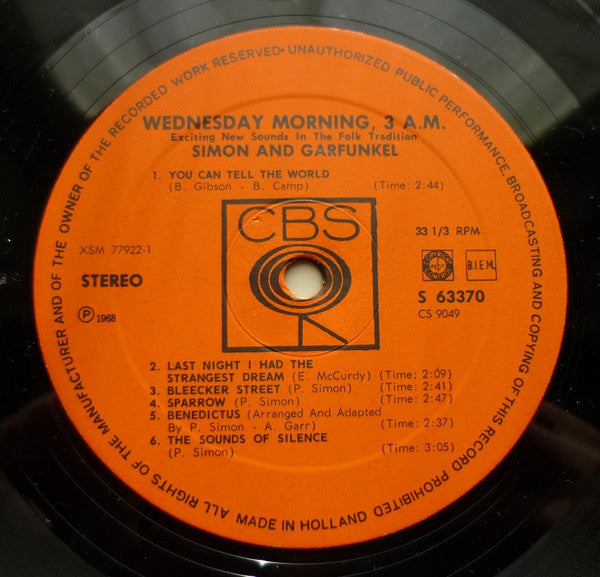 ALL RIGHTS OF THE MANUFACTURER AND OF THE OWNER OF THE RECORDED WORK RESERVED • UNAUTHORIZED PUBLIC PERFORMANCE, BROADCASTING AND COPYING OF THIS RECORD PROHIBITED
WEDNESDAY MORNING, 3 A.M.
Exciting New Sounds In The Folk Tradition
SIMON AND GARFUNKEL
1. YOU CAN TELL THE WORLD
(B. Gibson - B. Camp) (Time: 2:44)
CBS
33 1/3 RPM
XSM 77922-1
B.I.E.M.
STEREO
S 63370
CS 9049
℗ 1968
2. LAST NIGHT I HAD THE
STRANGEST DREAM (E. McCurdy) (Time: 2:09)
3. BLEECKER STREET (P. Simon) (Time: 2:41)
4. SPARROW (P. Simon) (Time: 2:47)
5. BENEDICTUS (Arranged And Adapted
By P. Simon - A. Garr) (Time: 2:37)
6. THE SOUNDS OF SILENCE
(P. Simon) (Time: 3:05)
MADE IN HOLLAND